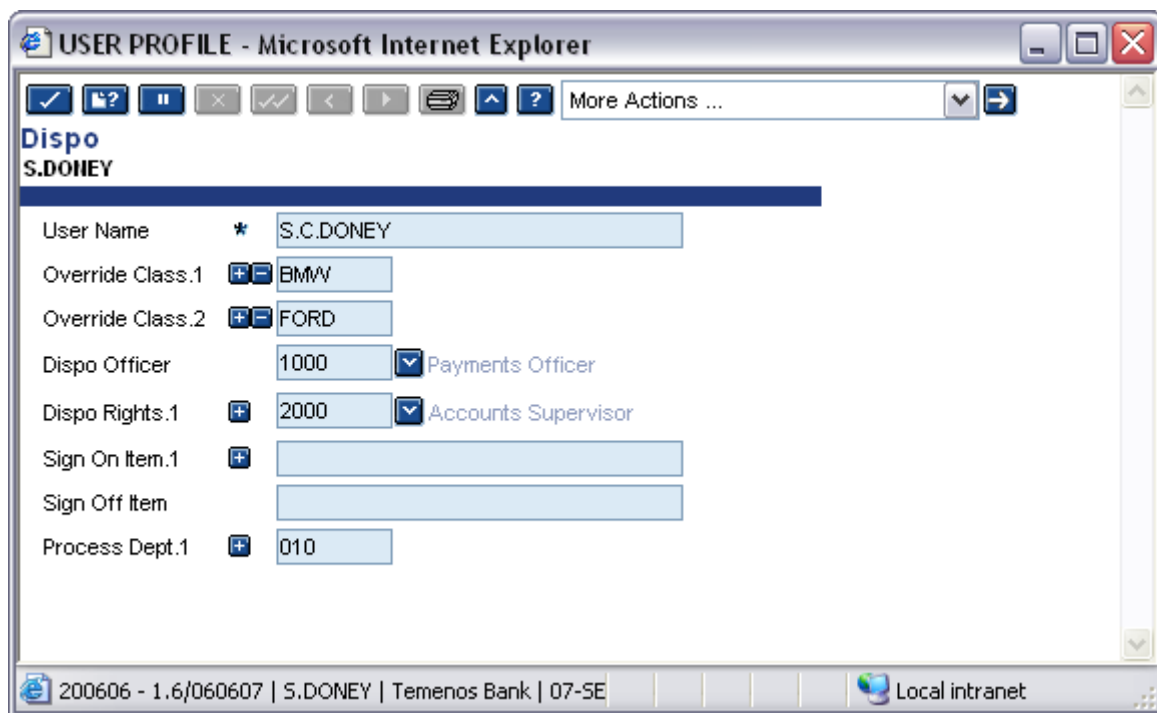 USER PROFILE - Microsoft Internet Explorer
More Actions ...
Dispo
S.DONEY
User Name * S.C.DONEY
Override Class.1 BMW
Override Class.2 FORD
Dispo Officer 1000 Payments Officer
Dispo Rights.1 2000 Accounts Supervisor
Sign On Item.1
Sign Off Item
Process Dept.1 010
200606 - 1.6/060607 | S.DONEY | Temenos Bank | 07-SE Local intranet